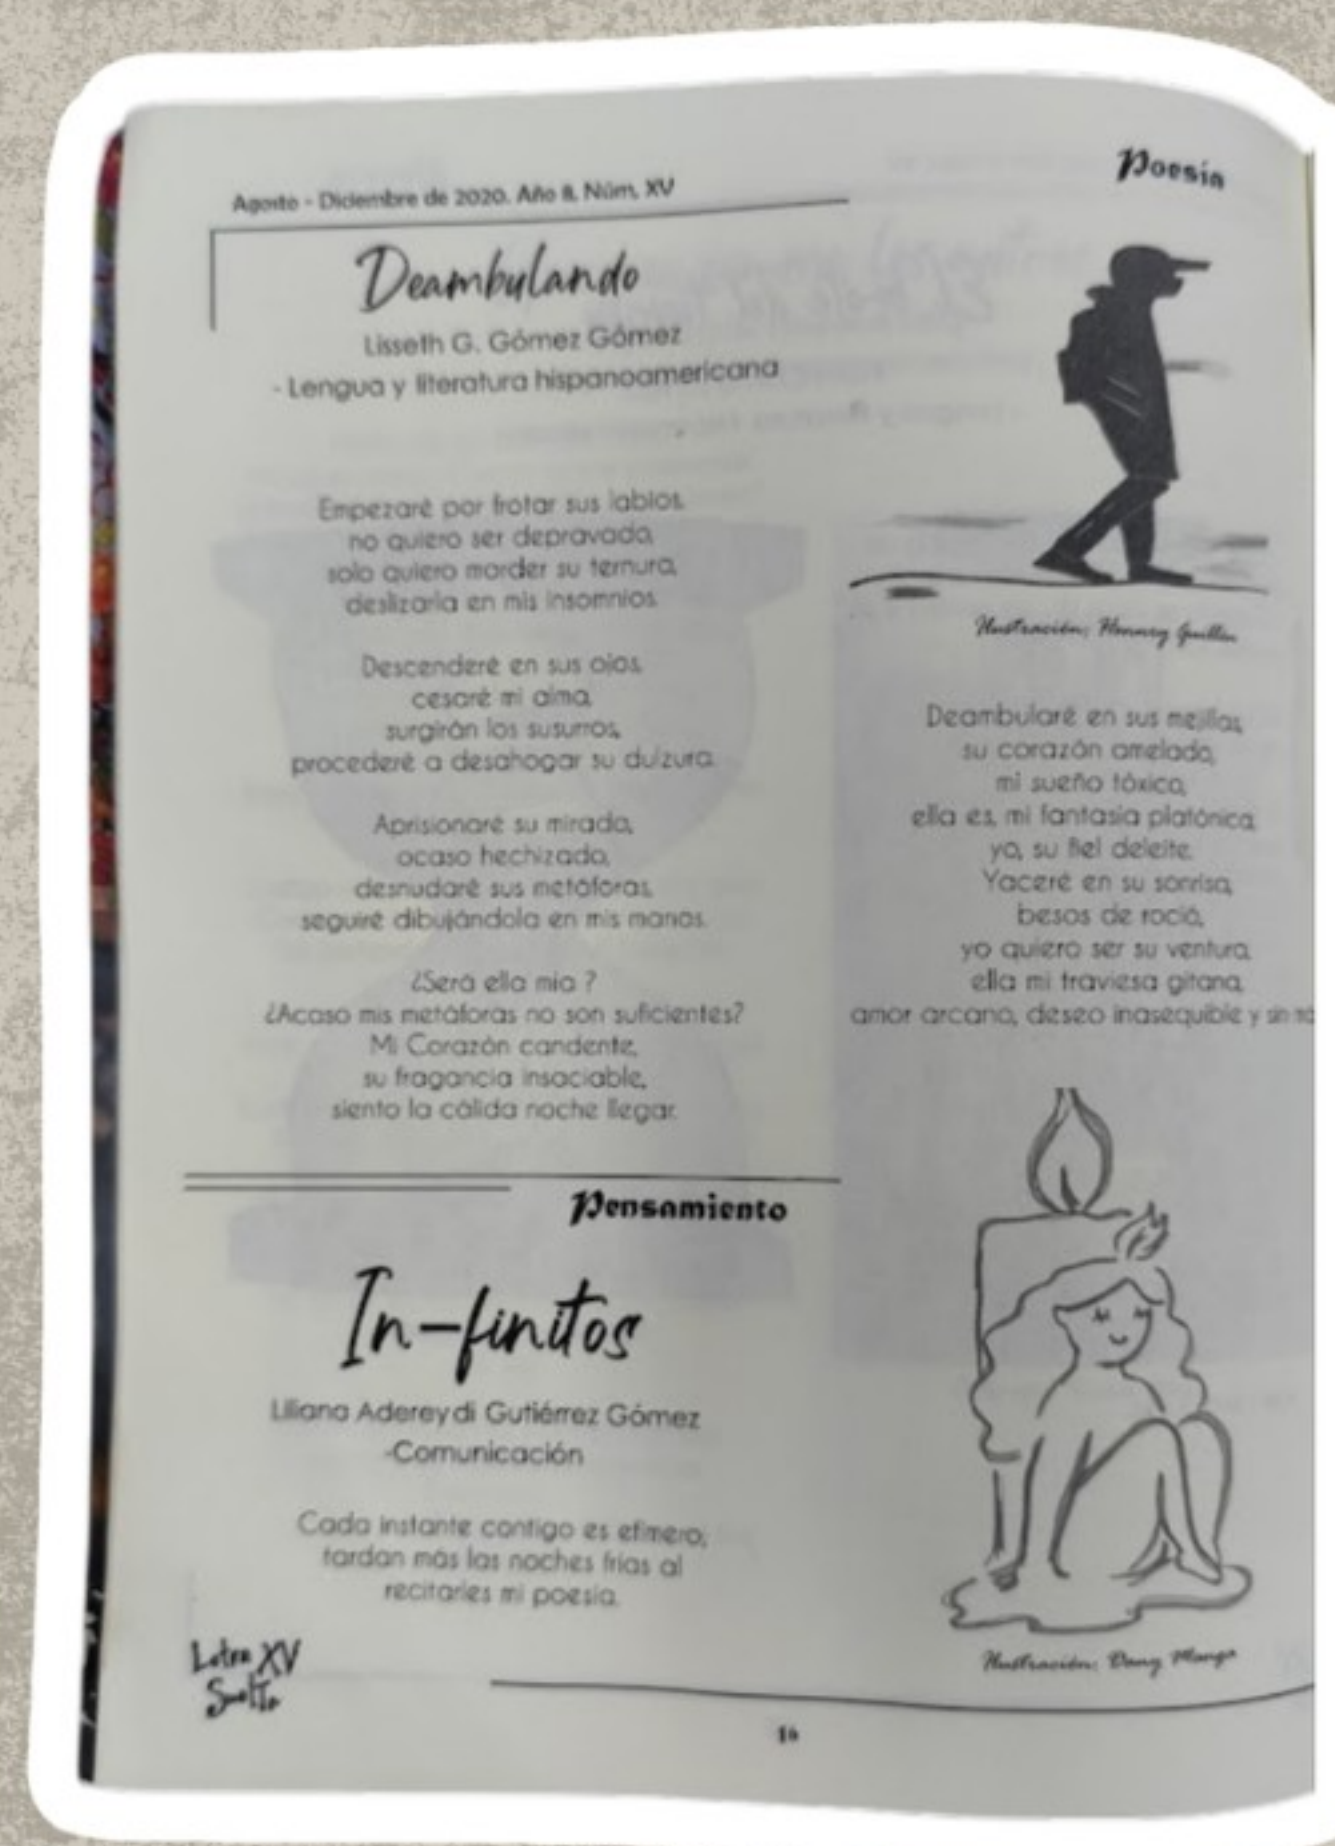 Agosto - Diciembre de 2020. Año 8, Núm. XV
Poesía
Deambulando
Lisseth G. Gómez Gómez
- Lengua y literatura hispanoamericana
Empezaré por frotar sus labios,
no quiero ser depravada,
solo quiero morder su ternura,
deslizarla en mis insomnios.
Descenderé en sus ojos,
cesaré mi alma,
surgirán los susurros,
procederé a desahogar su dulzura.
Aprisionaré su mirada,
ocaso hechizado,
desnudaré sus metáforas,
seguiré dibujándola en mis manos.
¿Será ella mia ?
¿Acaso mis metáforas no son suficientes?
Mi Corazón candente,
su fragancia insaciable,
siento la cálida noche llegar.
Ilustración:
Deambularé en sus mejillas,
su corazón amelado,
mi sueño tóxico,
ella es, mi fantasía platónica,
yo, su fiel deleite.
Yaceré en su sonrisa,
besos de roció,
yo quiero ser su ventura,
ella mi traviesa gitana,
amor arcano, deseo inasequible y sin
Pensamiento
In-finitos
Liliana Adereydi Gutiérrez Gómez
-Comunicación
Cada instante contigo es efímero;
tardan más las noches frías al
recitarles mi poesía.
Ilustración: Dany Manga
Letra XV
Suelta
16